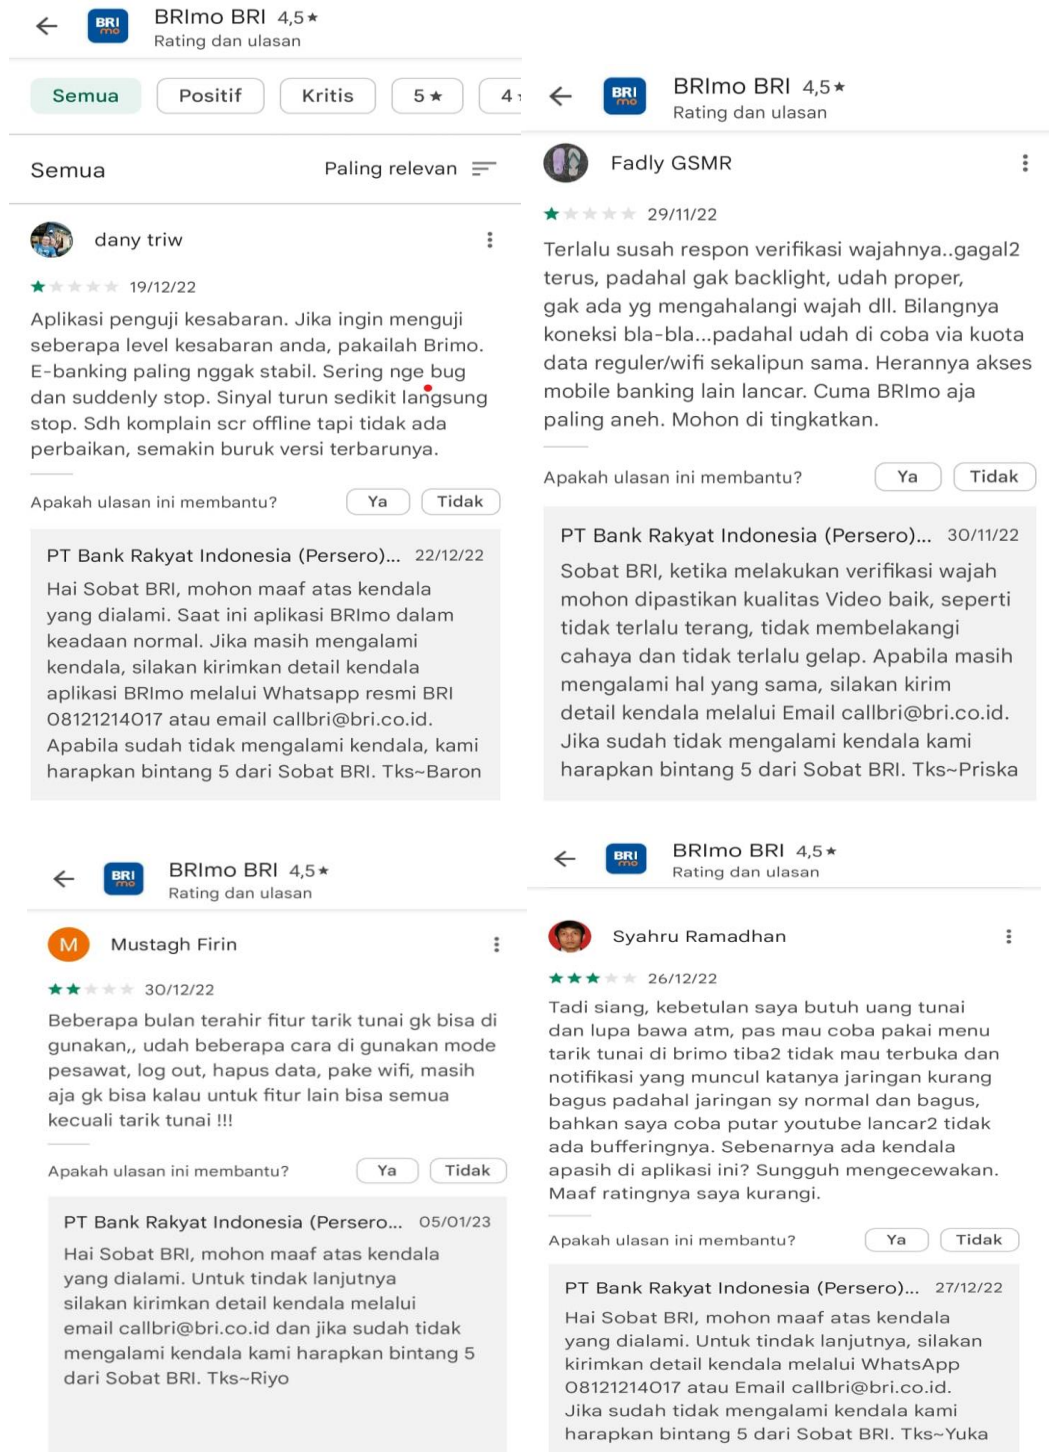 BRImo BRI 4,5★
Rating dan ulasan
Semua Positif Kritis 5★ 4
Semua Paling relevan
dany triw
19/12/22
Aplikasi penguji kesabaran. Jika ingin menguji
seberapa level kesabaran anda, pakailah Brimo.
E-banking paling nggak stabil. Sering nge bug
dan suddenly stop. Sinyal turun sedikit langsung
stop. Sdh komplain scr offline tapi tidak ada
perbaikan, semakin buruk versi terbarunya.
Apakah ulasan ini membantu? Ya Tidak
PT Bank Rakyat Indonesia (Persero)... 22/12/22
Hai Sobat BRI, mohon maaf atas kendala
yang dialami. Saat ini aplikasi BRImo dalam
keadaan normal. Jika masih mengalami
kendala, silakan kirimkan detail kendala
aplikasi BRImo melalui Whatsapp resmi BRI
08121214017 atau email callbri@bri.co.id.
Apabila sudah tidak mengalami kendala, kami
harapkan bintang 5 dari Sobat BRI. Tks~Baron
BRImo BRI 4,5★
Rating dan ulasan
Fadly GSMR
29/11/22
Terlalu susah respon verifikasi wajahnya..gagal2
terus, padahal gak backlight, udah proper,
gak ada yg mengahalangi wajah dll. Bilangnya
koneksi bla-bla...padahal udah di coba via kuota
data reguler/wifi sekalipun sama. Herannya akses
mobile banking lain lancar. Cuma BRImo aja
paling aneh. Mohon di tingkatkan.
Apakah ulasan ini membantu? Ya Tidak
PT Bank Rakyat Indonesia (Persero)... 30/11/22
Sobat BRI, ketika melakukan verifikasi wajah
mohon dipastikan kualitas Video baik, seperti
tidak terlalu terang, tidak membelakangi
cahaya dan tidak terlalu gelap. Apabila masih
mengalami hal yang sama, silakan kirim
detail kendala melalui Email callbri@bri.co.id.
Jika sudah tidak mengalami kendala kami
harapkan bintang 5 dari Sobat BRI. Tks~Priska
BRImo BRI 4,5★
Rating dan ulasan
M Mustagh Firin
30/12/22
Beberapa bulan terahir fitur tarik tunai gk bisa di
gunakan,, udah beberapa cara di gunakan mode
pesawat, log out, hapus data, pake wifi, masih
aja gk bisa kalau untuk fitur lain bisa semua
kecuali tarik tunai !!!
Apakah ulasan ini membantu? Ya Tidak
PT Bank Rakyat Indonesia (Persero... 05/01/23
Hai Sobat BRI, mohon maaf atas kendala
yang dialami. Untuk tindak lanjutnya
silakan kirimkan detail kendala melalui
email callbri@bri.co.id dan jika sudah tidak
mengalami kendala kami harapkan bintang 5
dari Sobat BRI. Tks~Riyo
BRImo BRI 4,5★
Rating dan ulasan
Syahru Ramadhan
26/12/22
Tadi siang, kebetulan saya butuh uang tunai
dan lupa bawa atm, pas mau coba pakai menu
tarik tunai di brimo tiba2 tidak mau terbuka dan
notifikasi yang muncul katanya jaringan kurang
bagus padahal jaringan sy normal dan bagus,
bahkan saya coba putar youtube lancar2 tidak
ada bufferingnya. Sebenarnya ada kendala
apasih di aplikasi ini? Sungguh mengecewakan.
Maaf ratingnya saya kurangi.
Apakah ulasan ini membantu? Ya Tidak
PT Bank Rakyat Indonesia (Persero)... 27/12/22
Hai Sobat BRI, mohon maaf atas kendala
yang dialami. Untuk tindak lanjutnya, silakan
kirimkan detail kendala melalui WhatsApp
08121214017 atau Email callbri@bri.co.id.
Jika sudah tidak mengalami kendala kami
harapkan bintang 5 dari Sobat BRI. Tks~Yuka